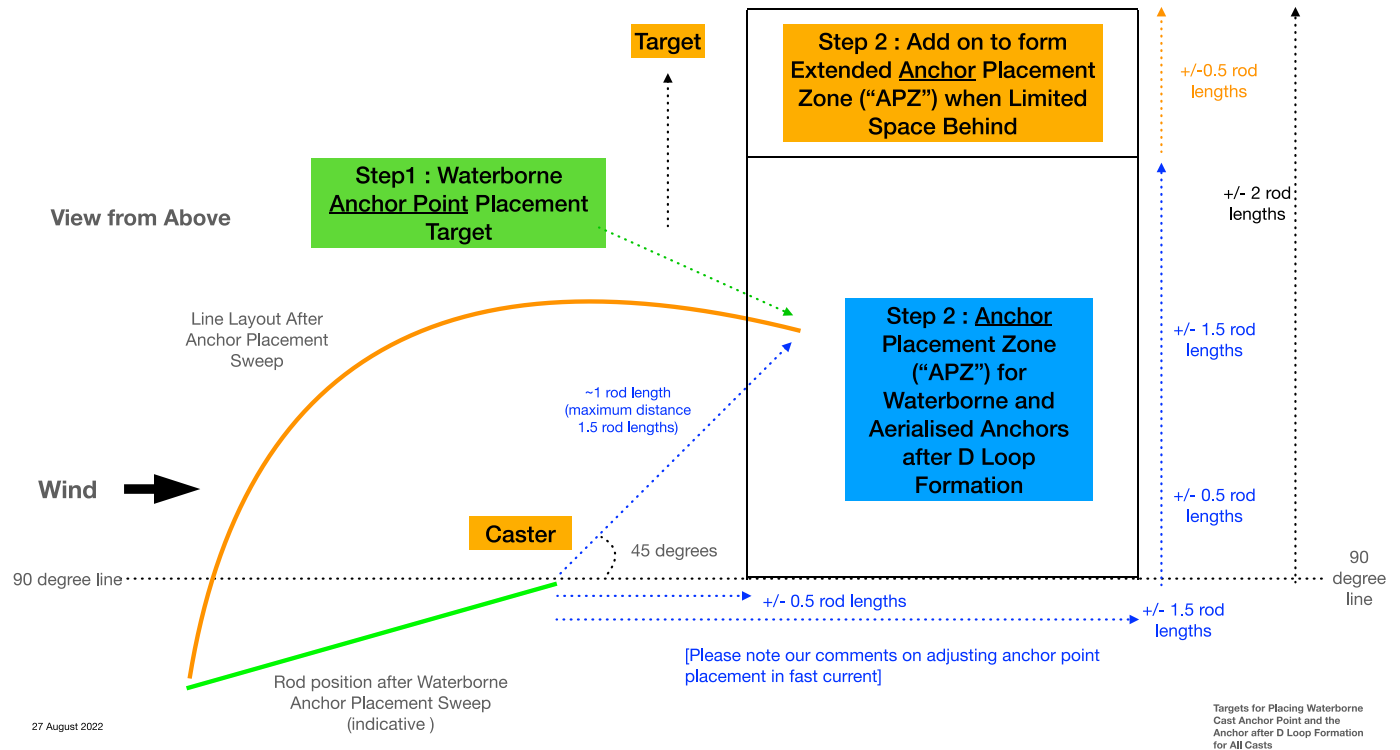 Target
Step 2 : Add on to form
Extended Anchor Placement
Zone (“APZ”) when Limited
Space Behind
+/-0.5 rod
lengths
Step1 : Waterborne
Anchor Point Placement
Target
View from Above
+/- 2 rod
lengths
Line Layout After
Anchor Placement
Sweep
Step 2 : Anchor
Placement Zone
(“APZ”) for
Waterborne and
Aerialised Anchors
after D Loop
Formation
+/- 1.5 rod
lengths
~1 rod length
(maximum distance
1.5 rod lengths)
Wind
+/- 0.5 rod
lengths
Caster
45 degrees
90 degree line
90
degree
line
+/- 0.5 rod lengths
+/- 1.5 rod
lengths
[Please note our comments on adjusting anchor point
placement in fast current]
Rod position after Waterborne
Anchor Placement Sweep
(indicative )
27 August 2022
Targets for Placing Waterborne
Cast Anchor Point and the
Anchor after D Loop Formation
for All Casts